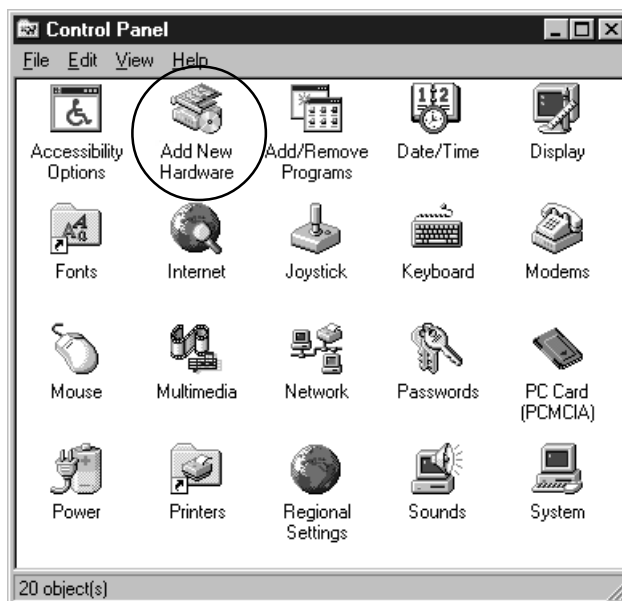 Control Panel
File Edit View Help
Accessibility Options
Add New Hardware
Add/Remove Programs
Date/Time
Display
Fonts
Internet
Joystick
Keyboard
Modems
Mouse
Multimedia
Network
Passwords
PC Card (PCMCIA)
Power
Printers
Regional Settings
Sounds
System
20 object(s)